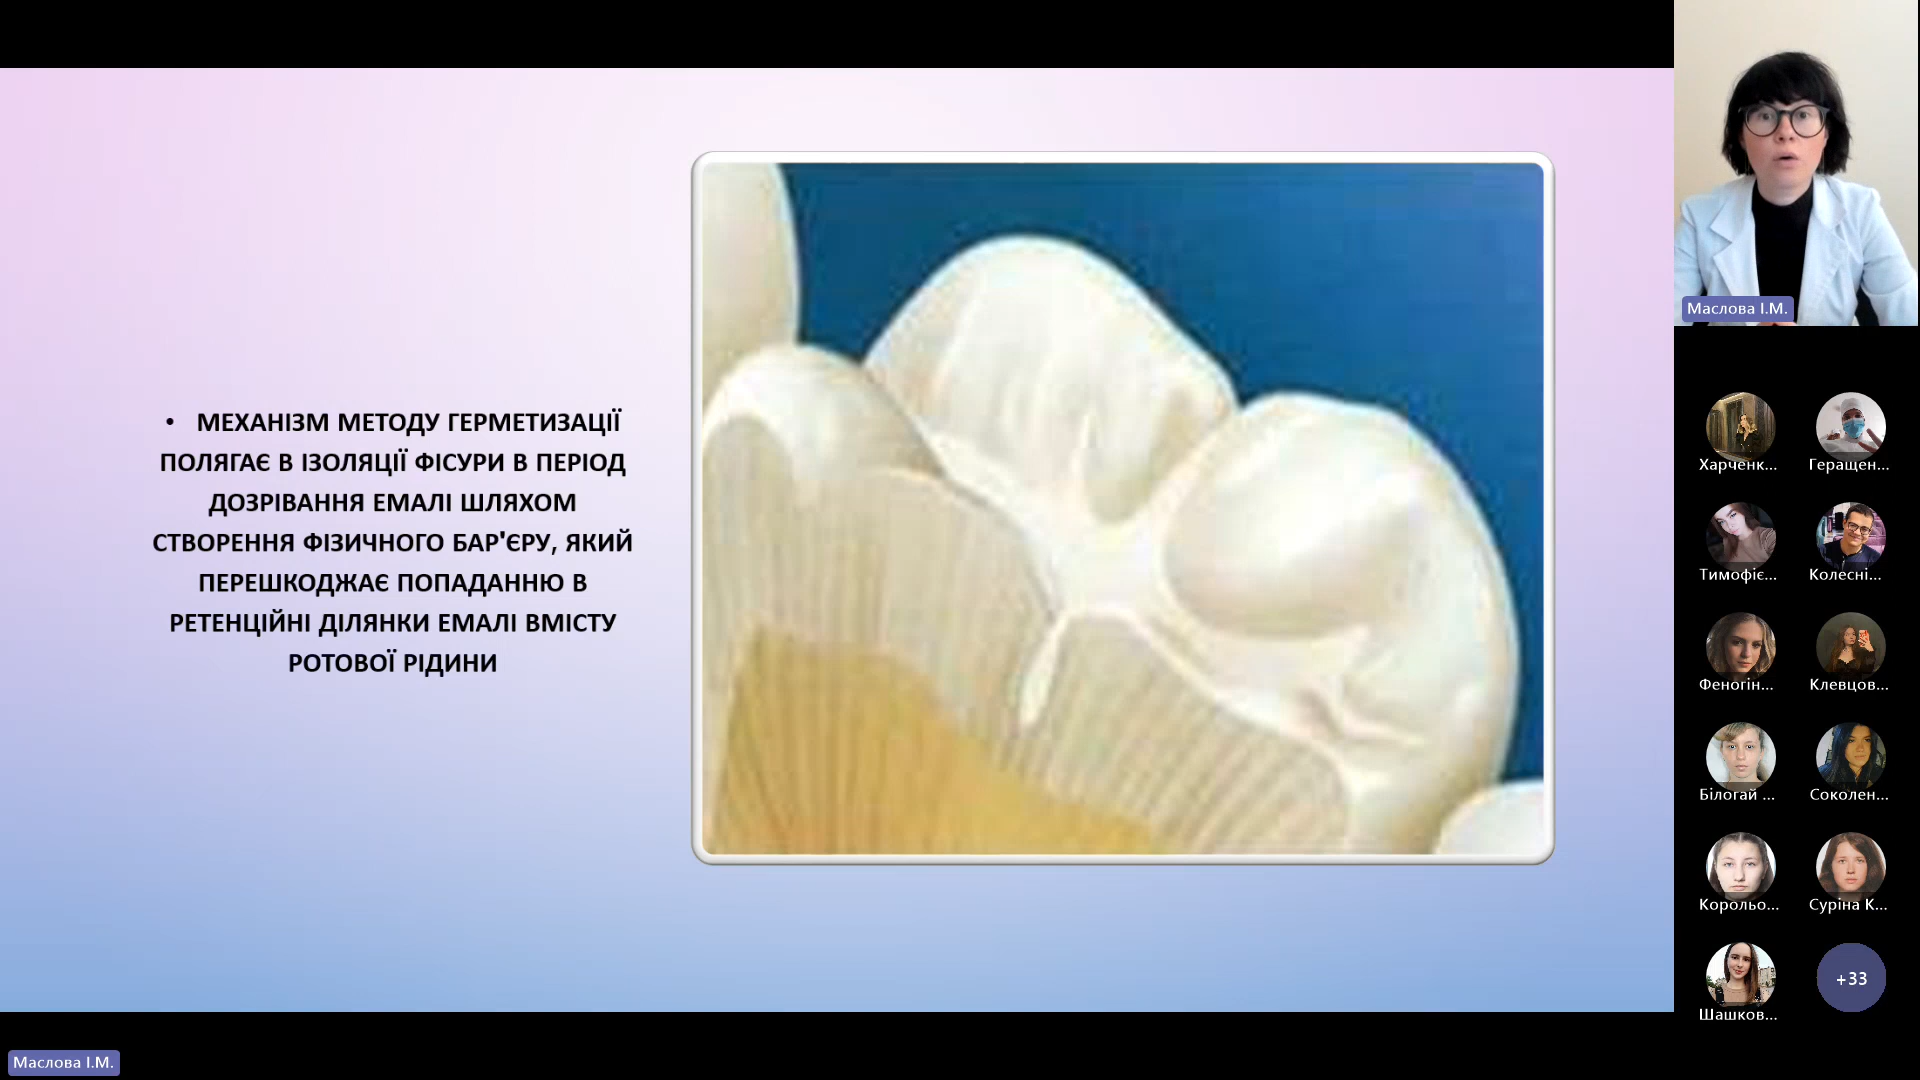 • МЕХАНІЗМ МЕТОДУ ГЕРМЕТИЗАЦІЇ
ПОЛЯГАЄ В ІЗОЛЯЦІЇ ФІСУРИ В ПЕРІОД
ДОЗРІВАННЯ ЕМАЛІ ШЛЯХОМ
СТВОРЕННЯ ФІЗИЧНОГО БАР'ЄРУ, ЯКИЙ
ПЕРЕШКОДЖАЄ ПОПАДАННЮ В
РЕТЕНЦІЙНІ ДІЛЯНКИ ЕМАЛІ ВМІСТУ
РОТОВОЇ РІДИНИ
Маслова І.М.
Харченк...
Геращен...
Тимофіє...
Колесні...
Феногін...
Клевцов...
Білогай ...
Соколен...
Корольо...
Суріна К...
Шашков...
+33
Маслова І.М.